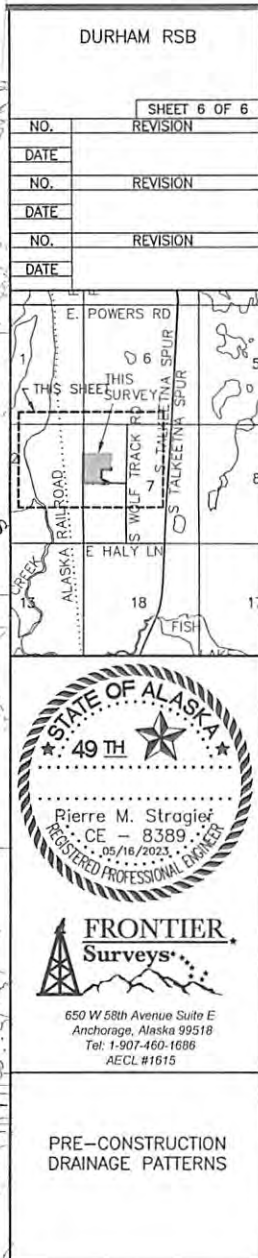 DURHAM RSB
SHEET 6 OF 6
NO. REVISION
DATE
NO. REVISION
DATE
NO. REVISION
DATE
E. POWERS RD
1
6
5
THIS SHEET
THIS SURVEY
S WOLF TRACK RD
S TALKEETNA SPUR
S TALKEETNA SPUR
7
8
ALASKA RAILROAD
E HALY LN
CREEK
13
18
17
FISH
STATE OF ALASKA
49 TH
Pierre M. Stragier
CE – 8389
05/16/2023
REGISTERED PROFESSIONAL ENGINEER
FRONTIER
Surveys
650 W 58th Avenue Suite E
Anchorage, Alaska 99518
Tel: 1-907-460-1686
AECL #1615
PRE–CONSTRUCTION
DRAINAGE PATTERNS